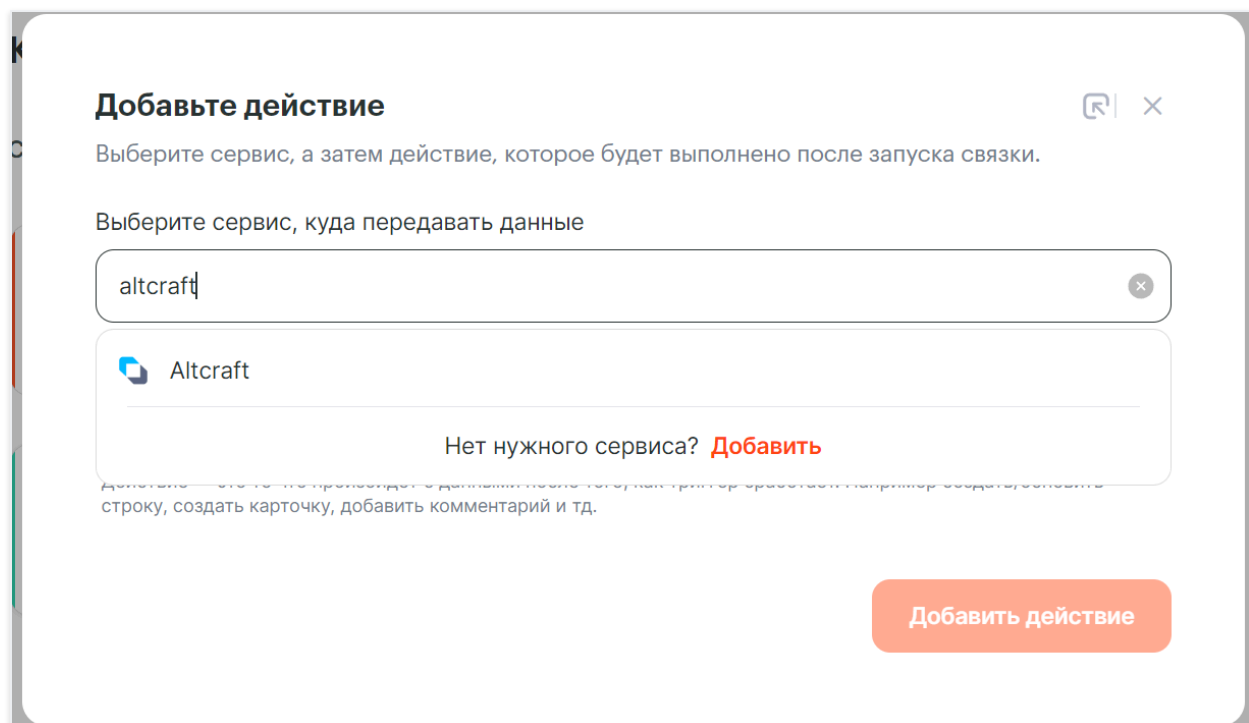 Добавьте действие
Выберите сервис, а затем действие, которое будет выполнено после запуска связки.
Выберите сервис, куда передавать данные
altcraft
Altcraft
Нет нужного сервиса? Добавить
строку, создать карточку, добавить комментарий и тд.
Добавить действие